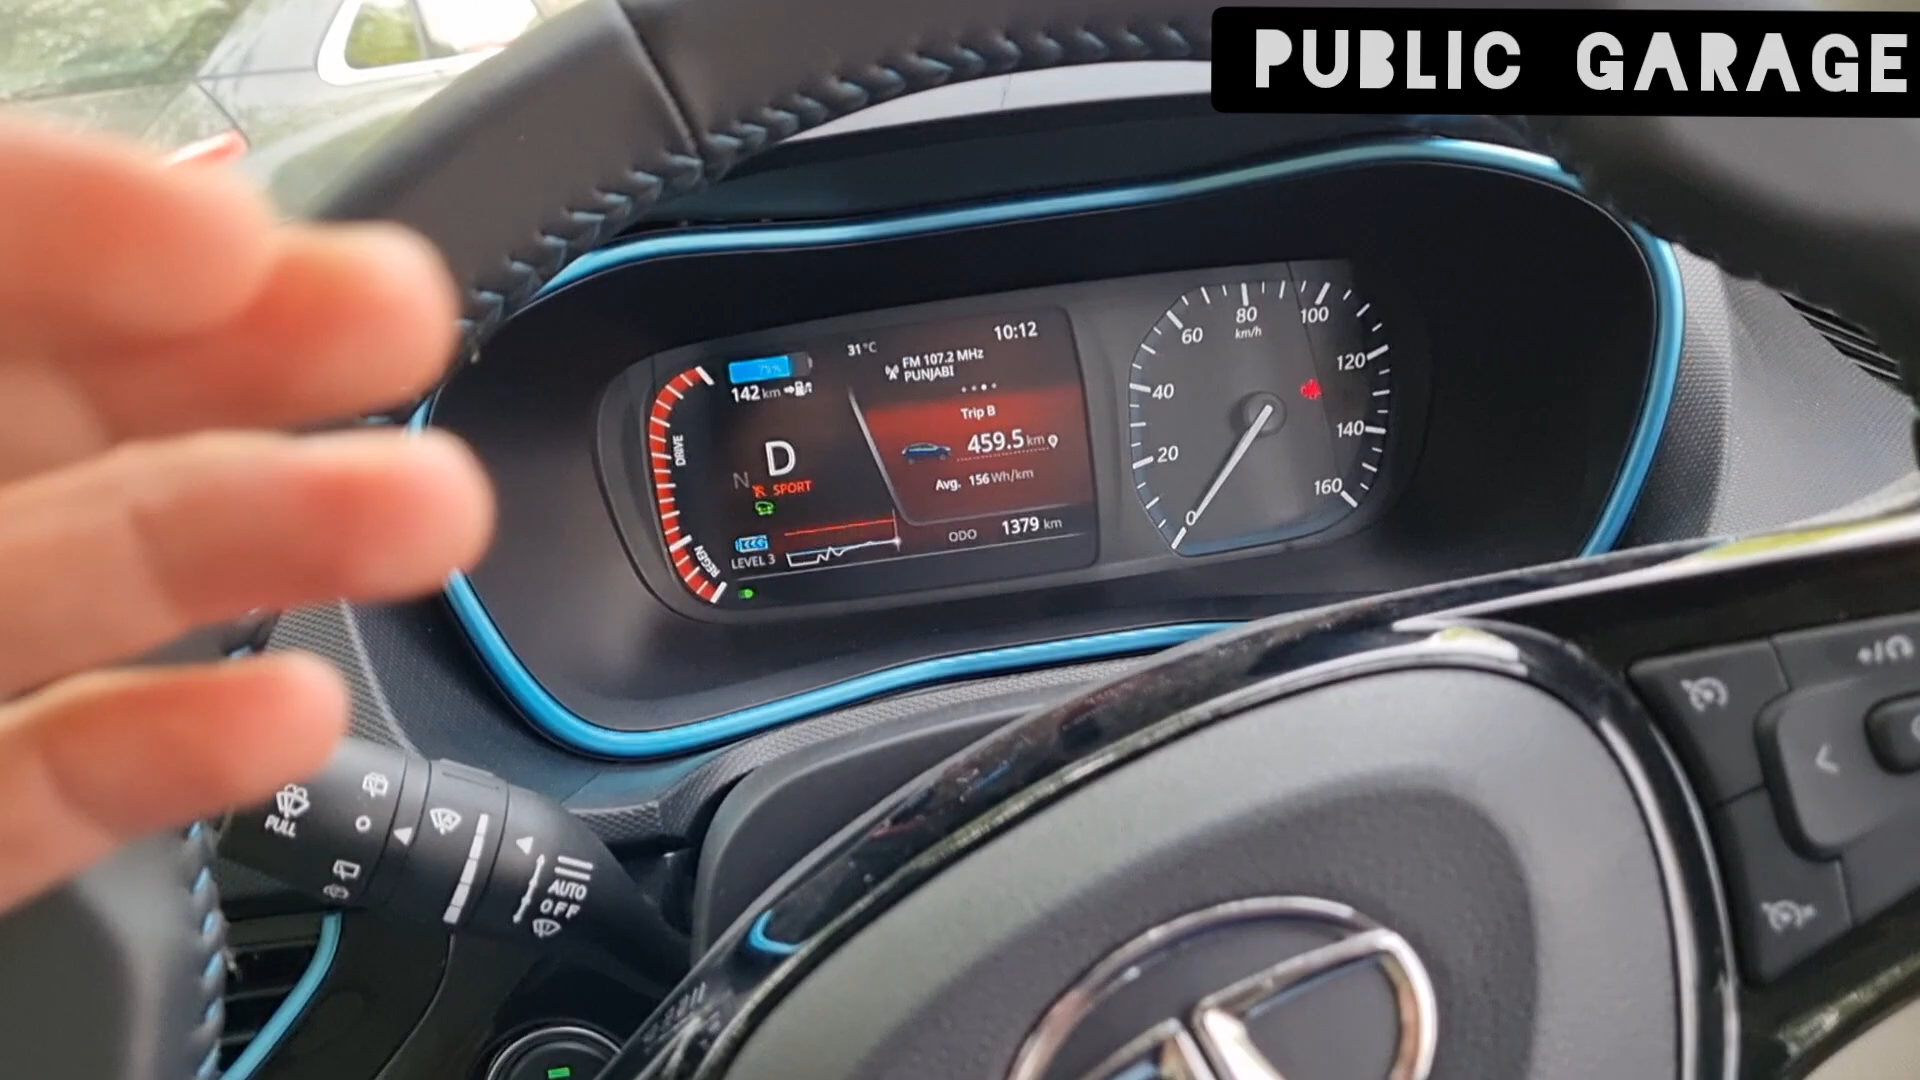 PUBLIC GARAGE
10:12
31°C
FM 107.2 MHz
PUNJABI
142 km
Trip B
459.5 km
Avg. 156 Wh/km
DRIVE
N D
SPORT
REGEN
LEVEL 3
ODO 1379 km
0
20
40
60
80
100
120
140
160
km/h
PULL
AUTO
OFF